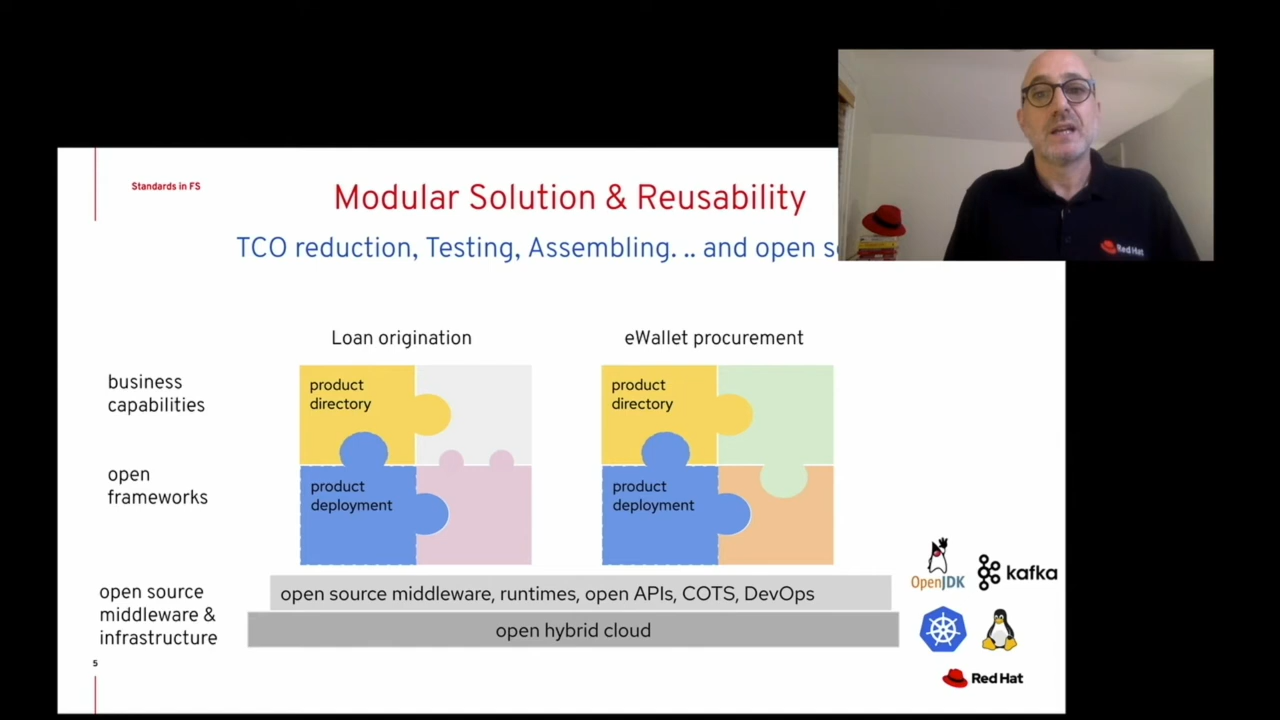 Standards in FS
Modular Solution & Reusability
TCO reduction, Testing, Assembling. .. and open
Red Hat
Loan origination
eWallet procurement
business
capabilities
product
directory
product
directory
open
frameworks
product
deployment
product
deployment
open source
middleware &
infrastructure
open source middleware, runtimes, open APIs, COTS, DevOps
open hybrid cloud
OpenJDK
kafka
Red Hat
5